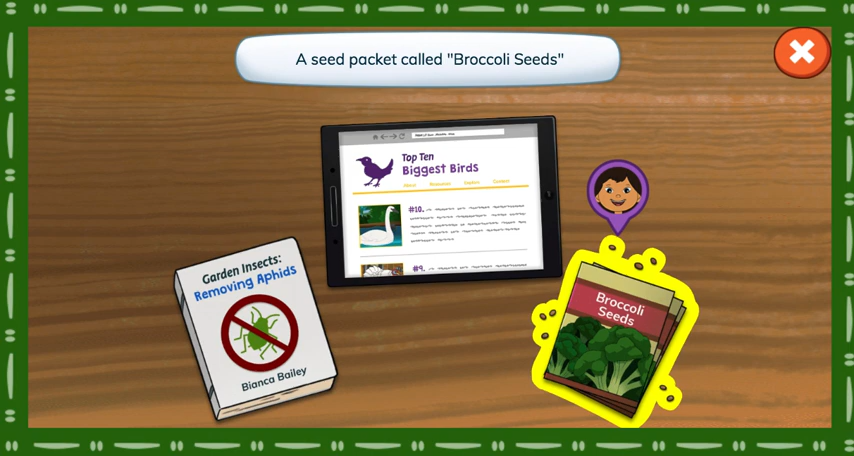 A seed packet called "Broccoli Seeds"
Top Ten
Biggest Birds
#10.
#9.
Garden Insects:
Removing Aphids
Bianca Bailey
Broccoli
Seeds